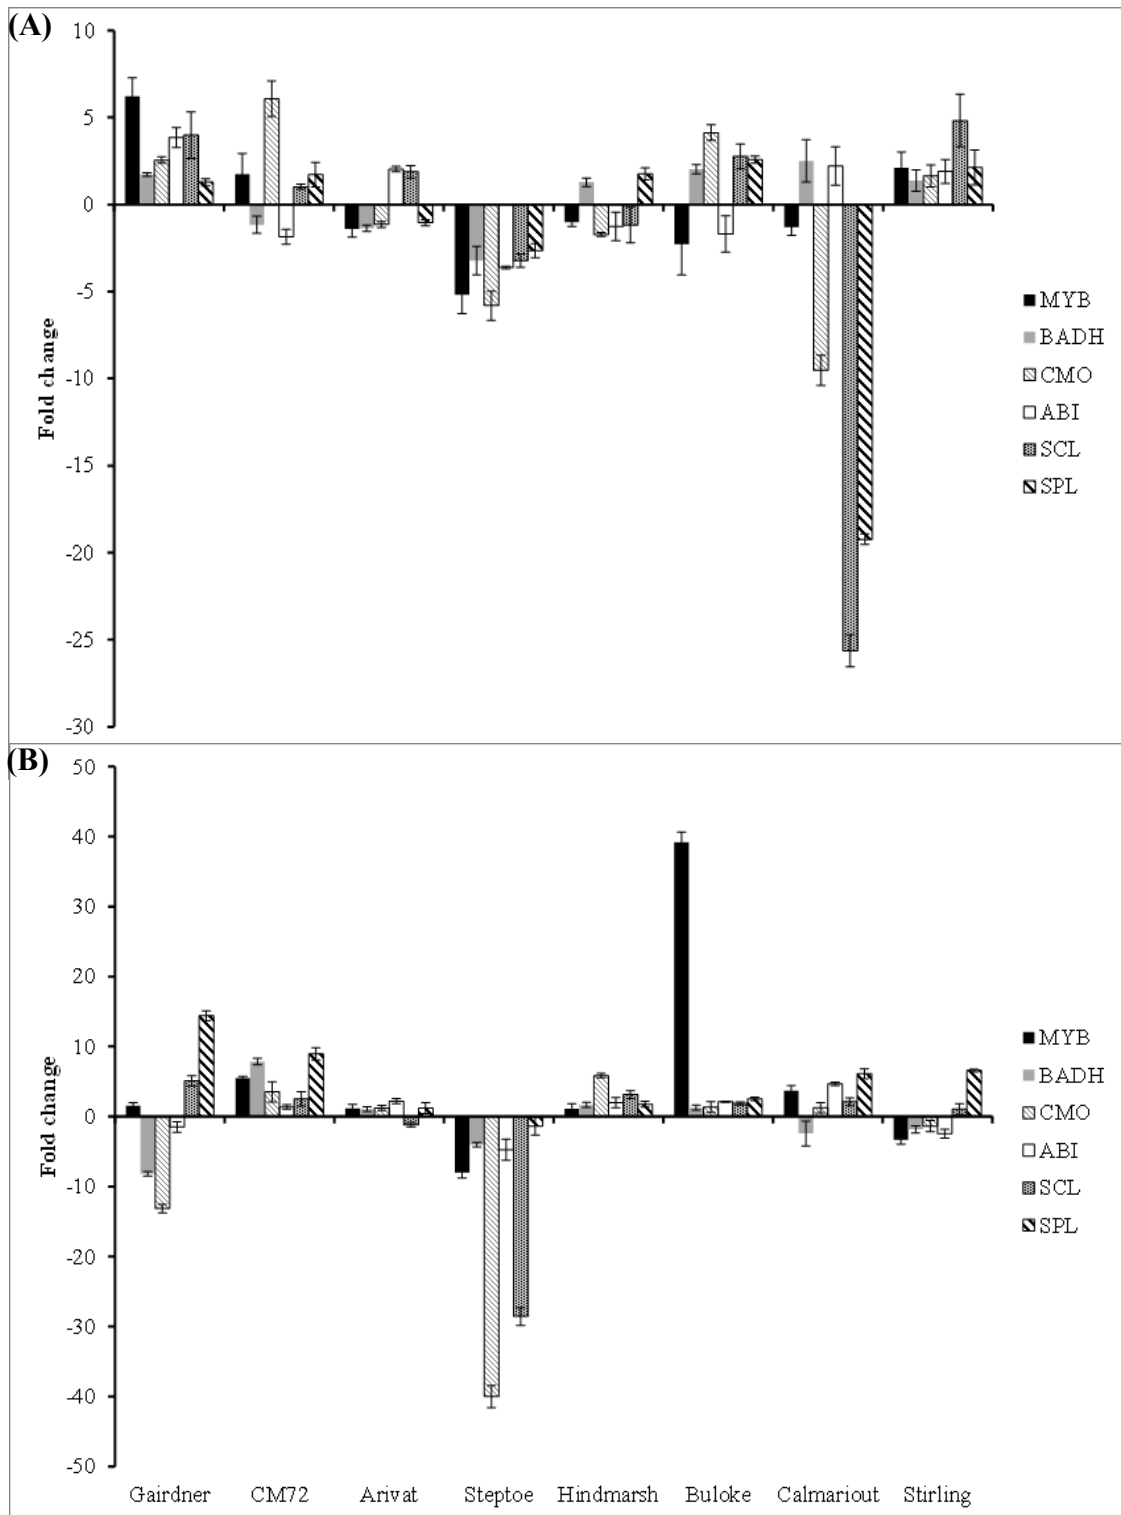 (A)
10
5
0
-5
-10
-15
-20
-25
-30
Fold change
MYB
BADH
CMO
ABI
SCL
SPL
(B)
50
40
30
20
10
0
-10
-20
-30
-40
-50
Fold change
MYB
BADH
CMO
ABI
SCL
SPL
Gairdner CM72 Arivat Steptoe Hindmarsh Buloke Calmariout Stirling